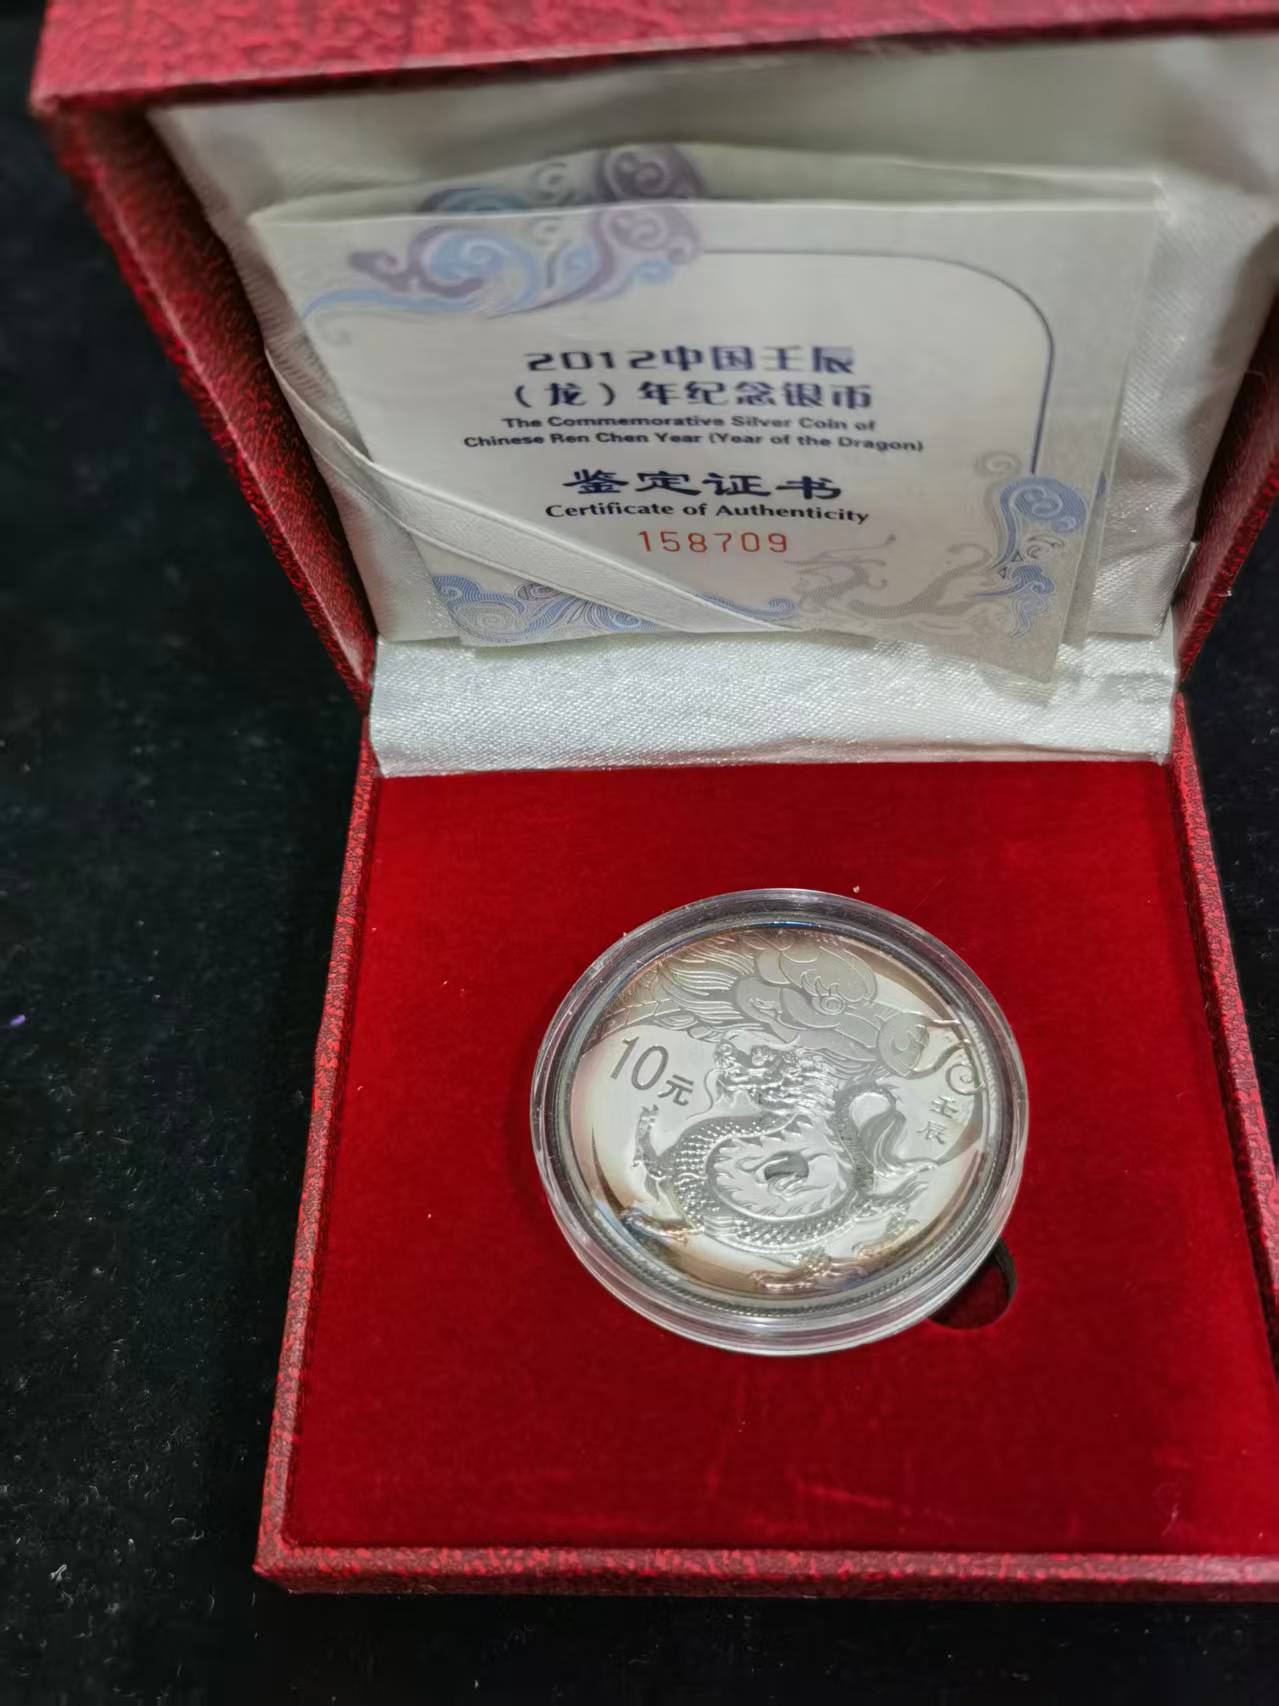 2012中国壬辰
（龙）年纪念银币
The Commemorative Silver Coin of
Chinese Ren Chen Year (Year of the Dragon)
鉴定证书
Certificate of Authenticity
158709
10元
壬辰